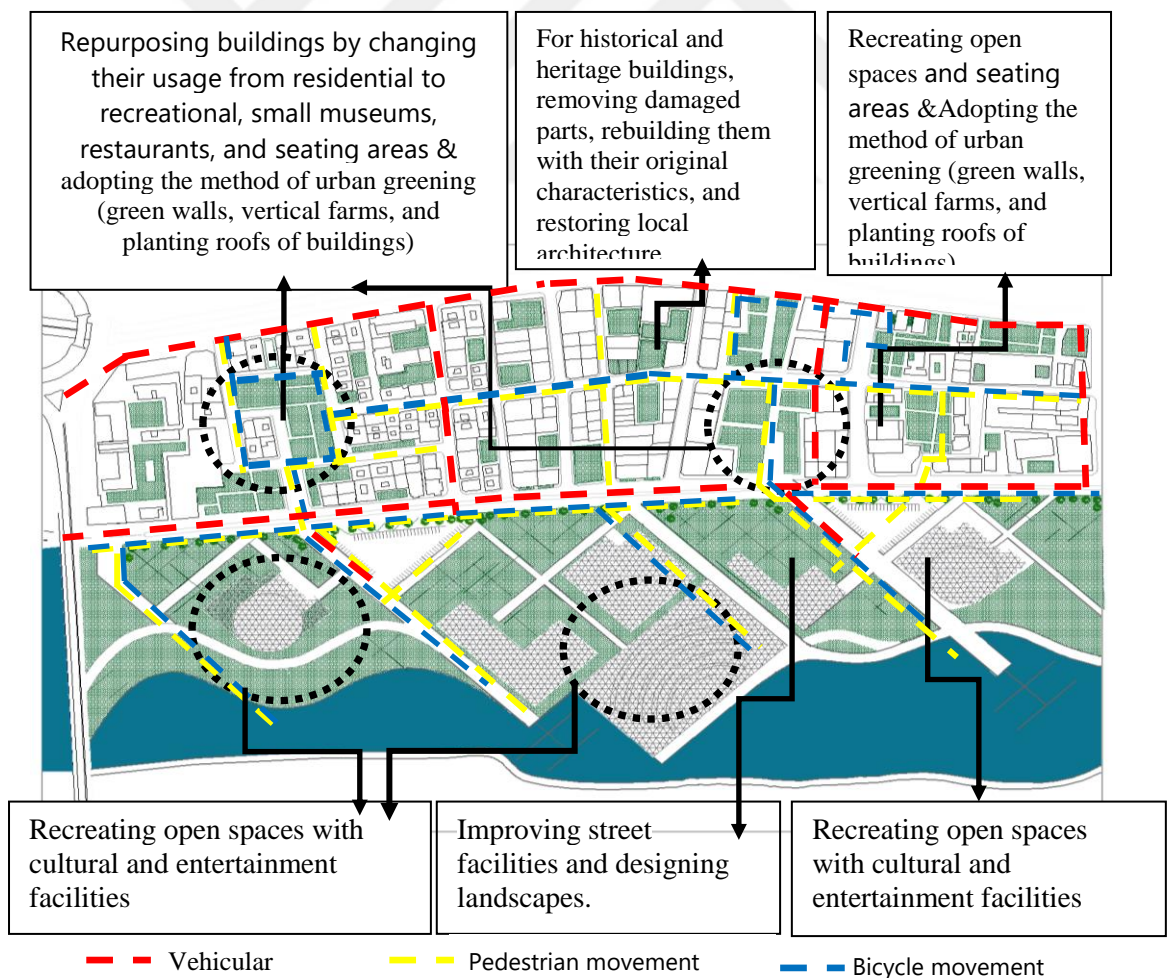 Repurposing buildings by changing
their usage from residential to
recreational, small museums,
restaurants, and seating areas &
adopting the method of urban greening
(green walls, vertical farms, and
planting roofs of buildings)
For historical and
heritage buildings,
removing damaged
parts, rebuilding them
with their original
characteristics, and
restoring local
architecture
Recreating open
spaces and seating
areas &Adopting the
method of urban
greening (green walls,
vertical farms, and
planting roofs of
buildings)
Recreating open spaces with
cultural and entertainment
facilities
Improving street
facilities and designing
landscapes.
Recreating open spaces
with cultural and
entertainment facilities
Vehicular
Pedestrian movement
Bicycle movement